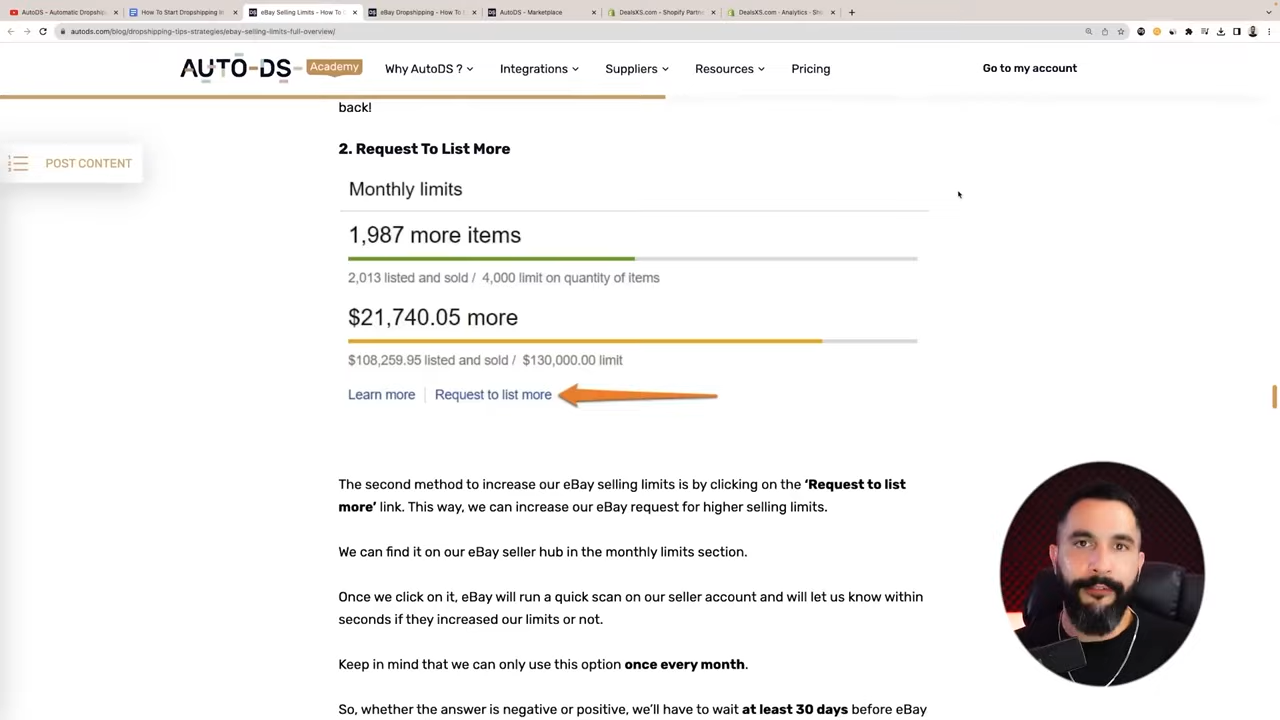 AutoDS - Automatic Dropship
How To Start Dropshipping In
eBay Selling Limits - How To
eBay Dropshipping - How To
AutoDS - Marketplace
DealsXS.com - Shopify Partn
DealsXS.com - Analytics - Sho
autods.com/blog/dropshipping-tips-strategies/ebay-selling-limits-full-overview/
AUTO-DS Academy
Why AutoDS ?
Integrations
Suppliers
Resources
Pricing
Go to my account
back!
POST CONTENT
2. Request To List More
Monthly limits
1,987 more items
2,013 listed and sold / 4,000 limit on quantity of items
$21,740.05 more
$108,259.95 listed and sold / $130,000.00 limit
Learn more | Request to list more
The second method to increase our eBay selling limits is by clicking on the ‘Request to list
more’ link. This way, we can increase our eBay request for higher selling limits.
We can find it on our eBay seller hub in the monthly limits section.
Once we click on it, eBay will run a quick scan on our seller account and will let us know within
seconds if they increased our limits or not.
Keep in mind that we can only use this option once every month.
So, whether the answer is negative or positive, we’ll have to wait at least 30 days before eBay